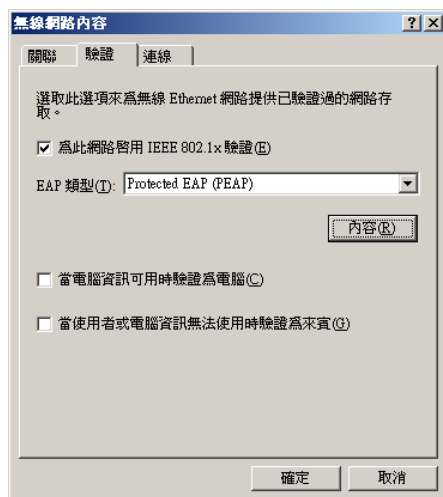 無線網路內容
關聯 驗證 連線
選取此選項來為無線 Ethernet 網路提供已驗證過的網路存
取。
為此網路啓用 IEEE 802.1x 驗證(E)
EAP 類型(T): Protected EAP (PEAP)
內容(R)
當電腦資訊可用時驗證為電腦(C)
當使用者或電腦資訊無法使用時驗證為來賓(G)
確定 取消